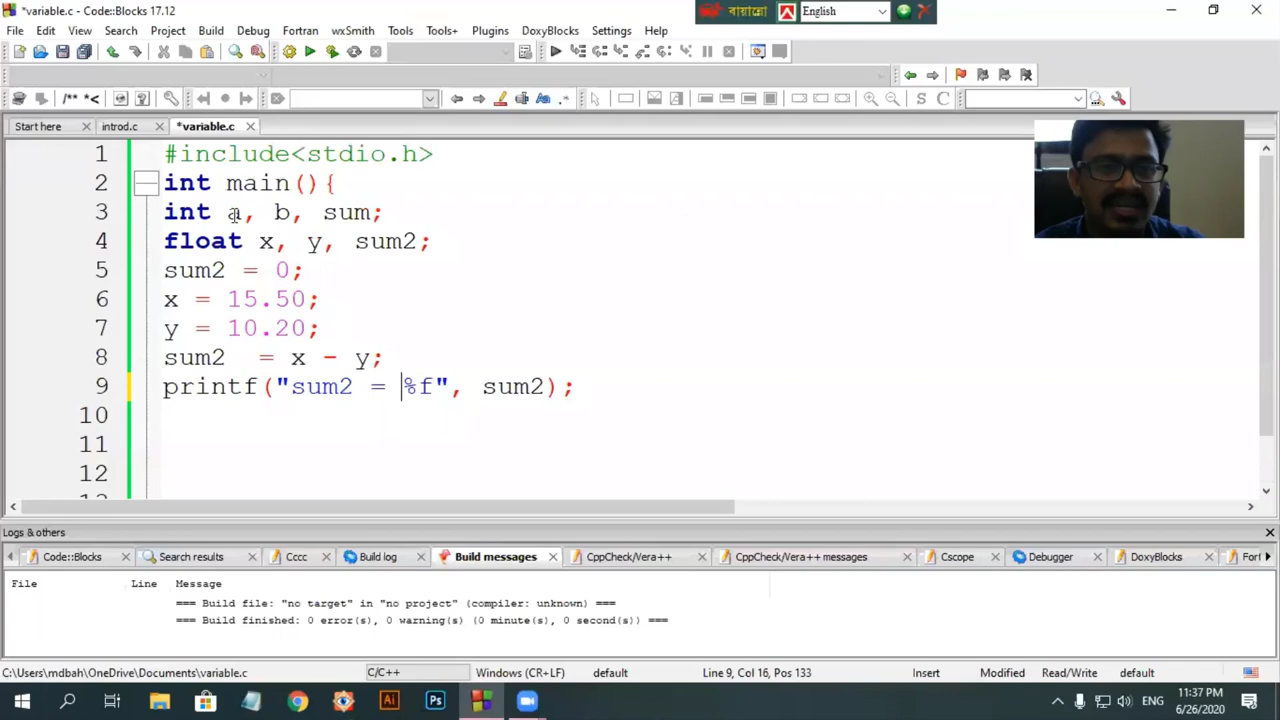 *variable.c - Code::Blocks 17.12
বায়ান্নো
English
File Edit View Search Project Build Debug Fortran wxSmith Tools Tools+ Plugins DoxyBlocks Settings Help
/** *<
.*
S C
Start here
introd.c
*variable.c
1 #include<stdio.h>
2 int main(){
3 int a, b, sum;
4 float x, y, sum2;
5 sum2 = 0;
6 x = 15.50;
7 y = 10.20;
8 sum2  = x - y;
9 printf("sum2 = %f", sum2);
10
11
12
Logs & others
Code::Blocks
Search results
Cccc
Build log
Build messages
CppCheck/Vera++
CppCheck/Vera++ messages
Cscope
Debugger
DoxyBlocks
Fort
File Line Message
=== Build file: "no target" in "no project" (compiler: unknown) ===
=== Build finished: 0 error(s), 0 warning(s) (0 minute(s), 0 second(s)) ===
C:\Users\mdbah\OneDrive\Documents\variable.c C/C++ Windows (CR+LF) default Line 9, Col 16, Pos 133 Insert Modified Read/Write default
Ai
Ps
ENG
11:37 PM
6/26/2020